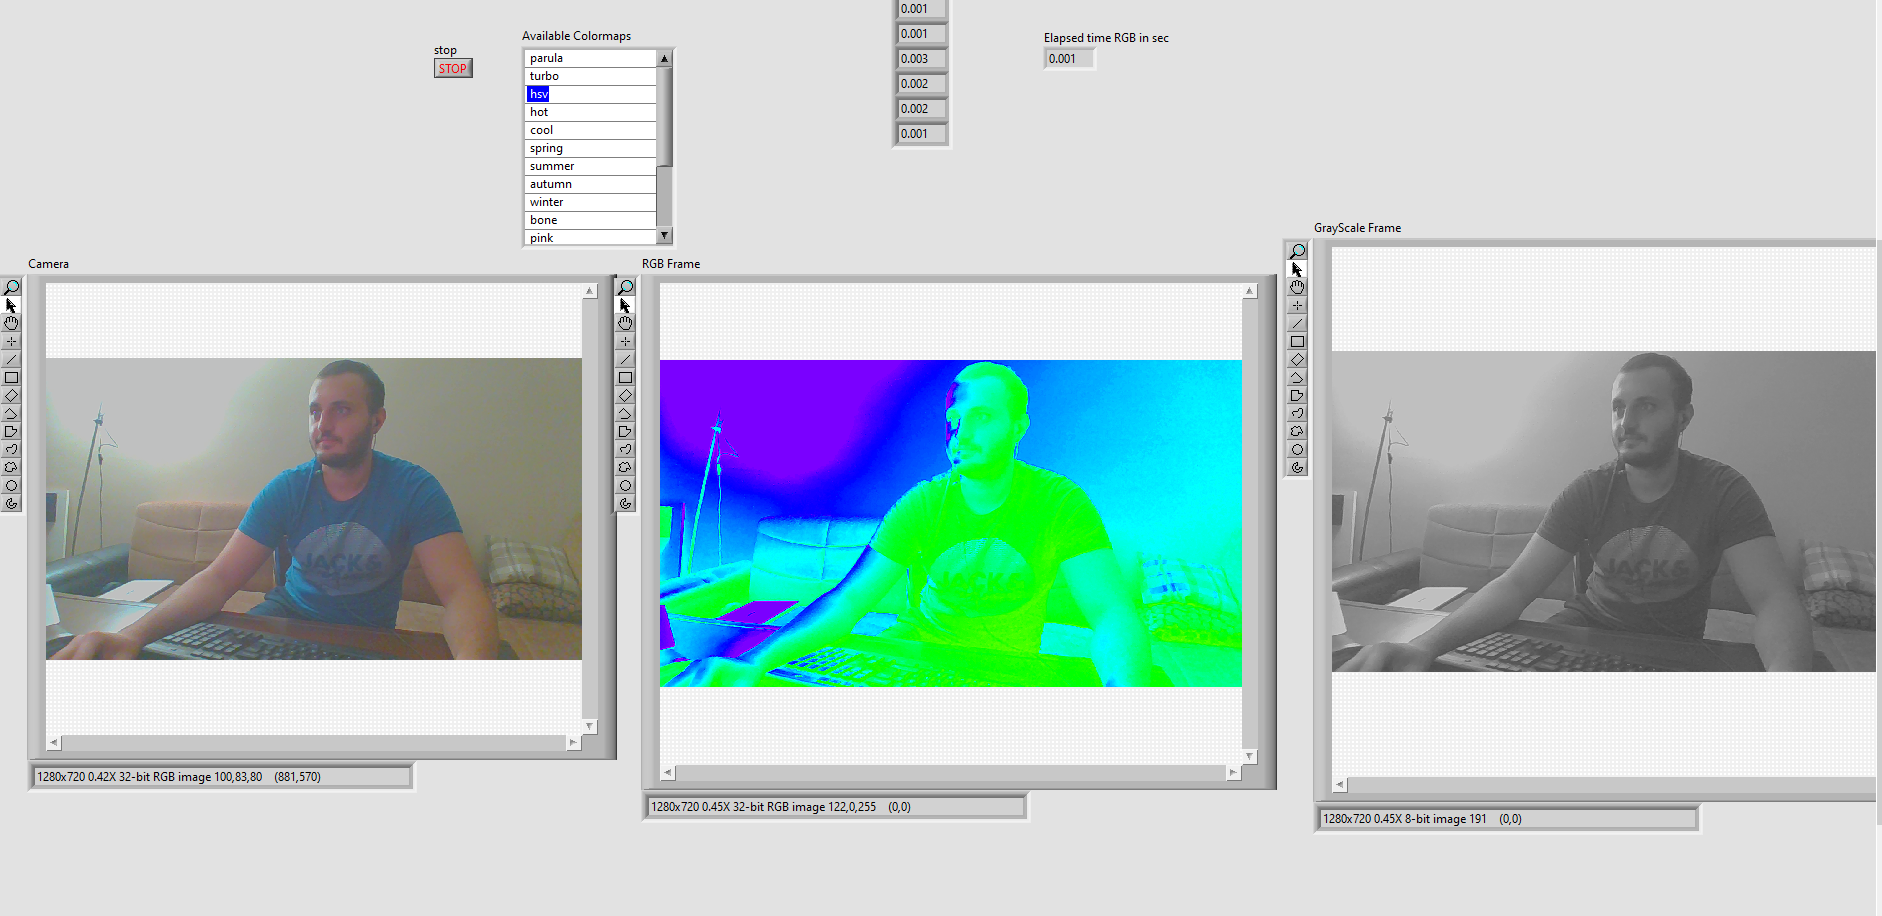 0.001
0.001
0.003
0.002
0.002
0.001
stop
STOP
Available Colormaps
parula
turbo
hsv
hot
cool
spring
summer
autumn
winter
bone
pink
Elapsed time RGB in sec
0.001
Camera
JACK&
1280x720 0.42X 32-bit RGB image 100,83,80 (881,570)
RGB Frame
JACK&
1280x720 0.45X 32-bit RGB image 122,0,255 (0,0)
GrayScale Frame
JACK&
1280x720 0.45X 8-bit image 191 (0,0)